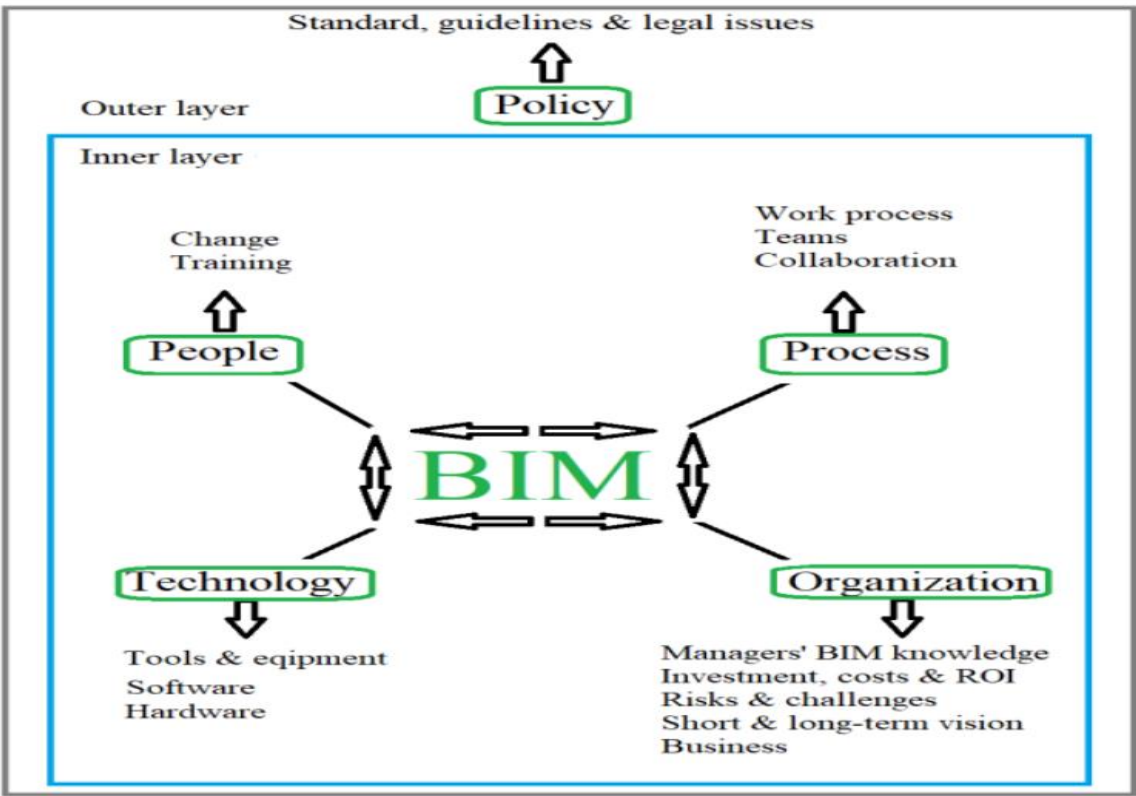 Standard, guidelines & legal issues
Policy
Outer layer
Inner layer
Change
Training
People
Work process
Teams
Collaboration
Process
BIM
Technology
Tools & eqipment
Software
Hardware
Organization
Managers' BIM knowledge
Investment, costs & ROI
Risks & challenges
Short & long-term vision
Business